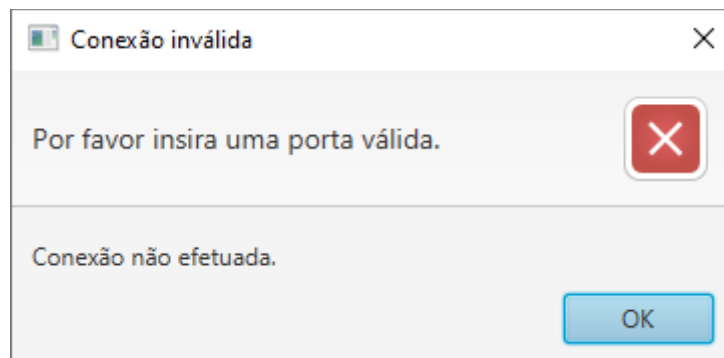 Conexão inválida
Por favor insira uma porta válida.
Conexão não efetuada.
OK